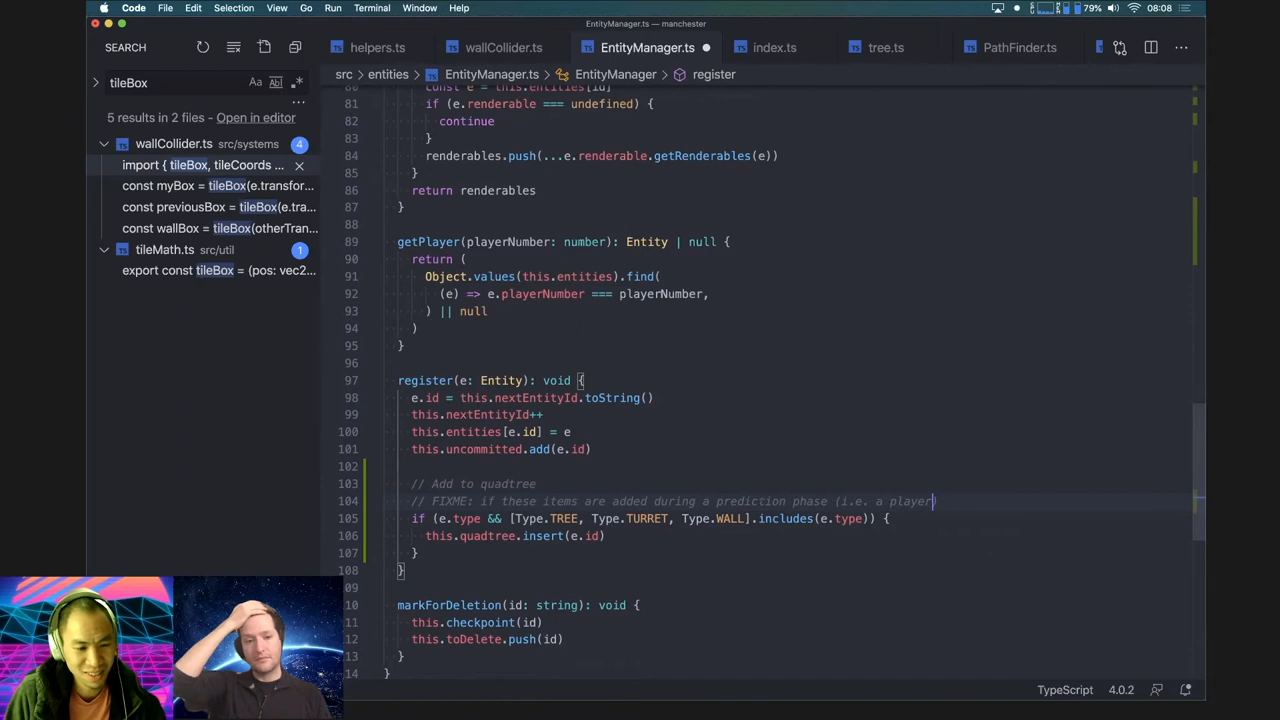 Code File Edit Selection View Go Run Terminal Window Help 79% 08:08
EntityManager.ts — manchester
SEARCH
helpers.ts wallCollider.ts EntityManager.ts index.ts tree.ts PathFinder.ts
src > entities > EntityManager.ts > EntityManager > register
tileBox Aa Ab
5 results in 2 files - Open in editor
wallCollider.ts src/systems 4
import { tileBox, tileCoords ...
const myBox = tileBox(e.transfor...
const previousBox = tileBox(e.tra...
const wallBox = tileBox(otherTran...
tileMath.ts src/util 1
export const tileBox = (pos: vec2...
const e = this.entities[id]
81 if (e.renderable === undefined) {
82 continue
83 }
84 renderables.push(...e.renderable.getRenderables(e))
85 }
86 return renderables
87 }
88
89 getPlayer(playerNumber: number): Entity | null {
90 return (
91 Object.values(this.entities).find(
92 (e) => e.playerNumber === playerNumber,
93 ) || null
94 )
95 }
96
97 register(e: Entity): void {
98 e.id = this.nextEntityId.toString()
99 this.nextEntityId++
100 this.entities[e.id] = e
101 this.uncommitted.add(e.id)
102
103 // Add to quadtree
104 // FIXME: if these items are added during a prediction phase (i.e. a player)
105 if (e.type && [Type.TREE, Type.TURRET, Type.WALL].includes(e.type)) {
106 this.quadtree.insert(e.id)
107 }
108 }
109
110 markForDeletion(id: string): void {
111 this.checkpoint(id)
112 this.toDelete.push(id)
113 }
114 }
TypeScript 4.0.2